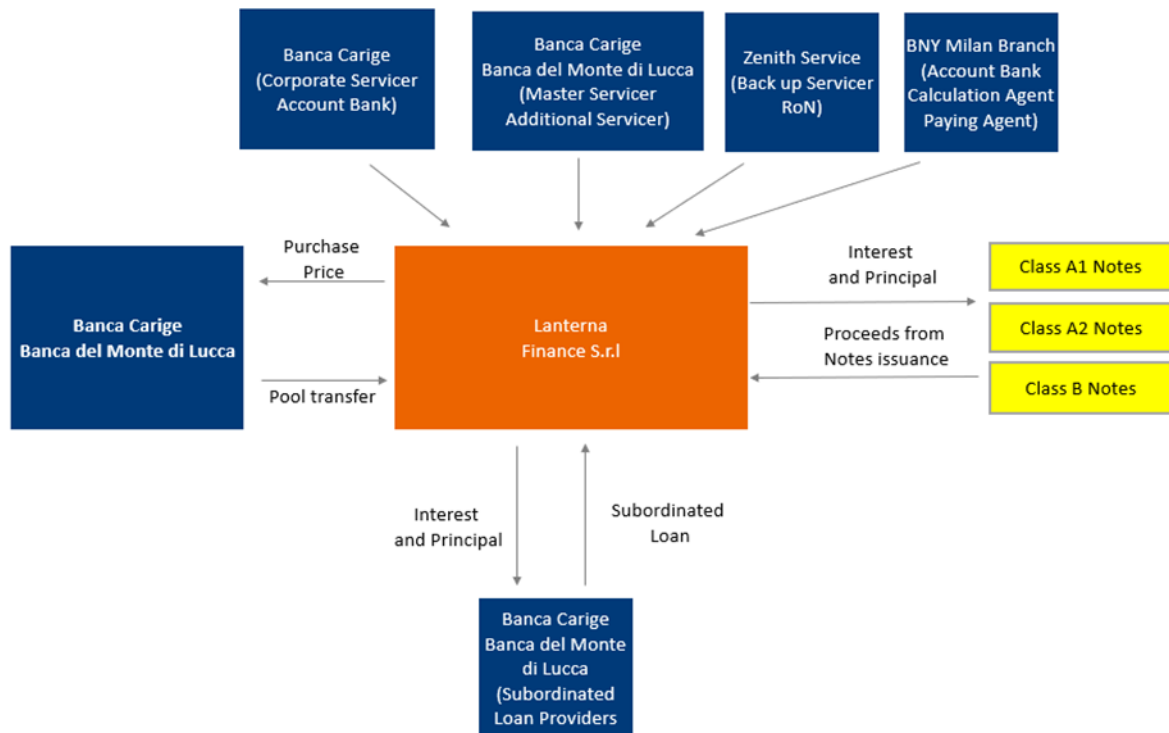 Banca Carige
(Corporate Servicer
Account Bank)
Banca Carige
Banca del Monte di Lucca
(Master Servicer
Additional Servicer)
Zenith Service
(Back up Servicer
RoN)
BNY Milan Branch
(Account Bank
Calculation Agent
Paying Agent)
Purchase
Price
Banca Carige
Banca del Monte di Lucca
Pool transfer
Lanterna
Finance S.r.l
Interest
and Principal
Proceeds from
Notes issuance
Class A1 Notes
Class A2 Notes
Class B Notes
Interest
and Principal
Subordinated
Loan
Banca Carige
Banca del Monte
di Lucca
(Subordinated
Loan Providers